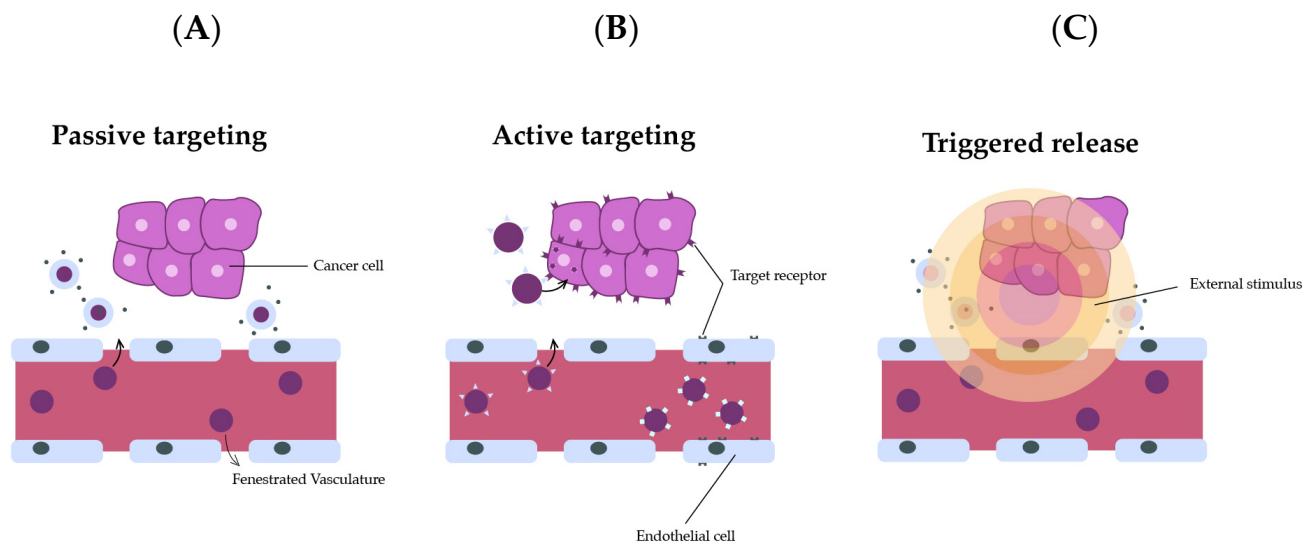 (A)
(B)
(C)
Passive targeting
Active targeting
Triggered release
Cancer cell
Target receptor
External stimulus
Fenestrated Vasculature
Endothelial cell